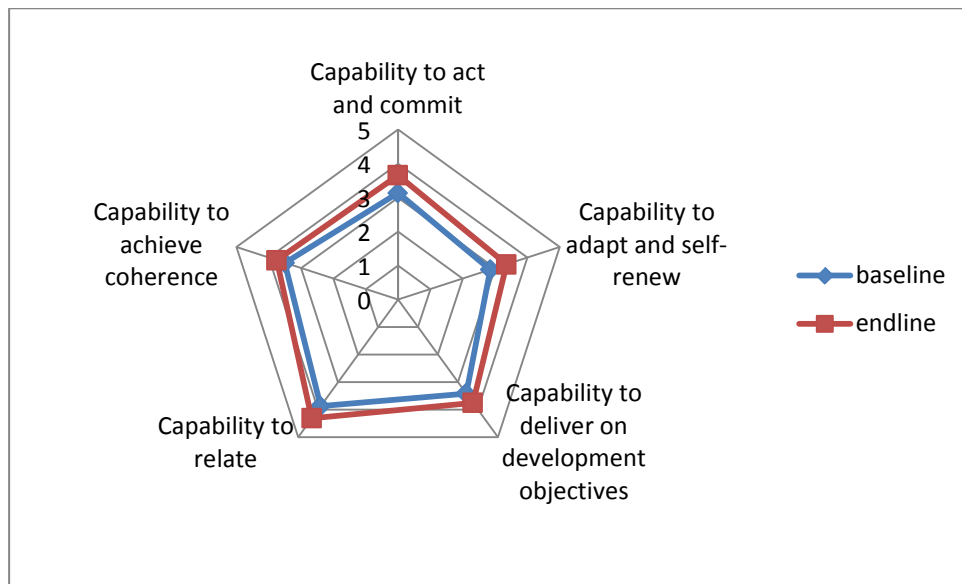 Capability to act
and commit
5
4
3
2
1
0
Capability to
adapt and self-
renew
Capability to
deliver on
development
objectives
Capability to
relate
Capability to
achieve
coherence
baseline
endline